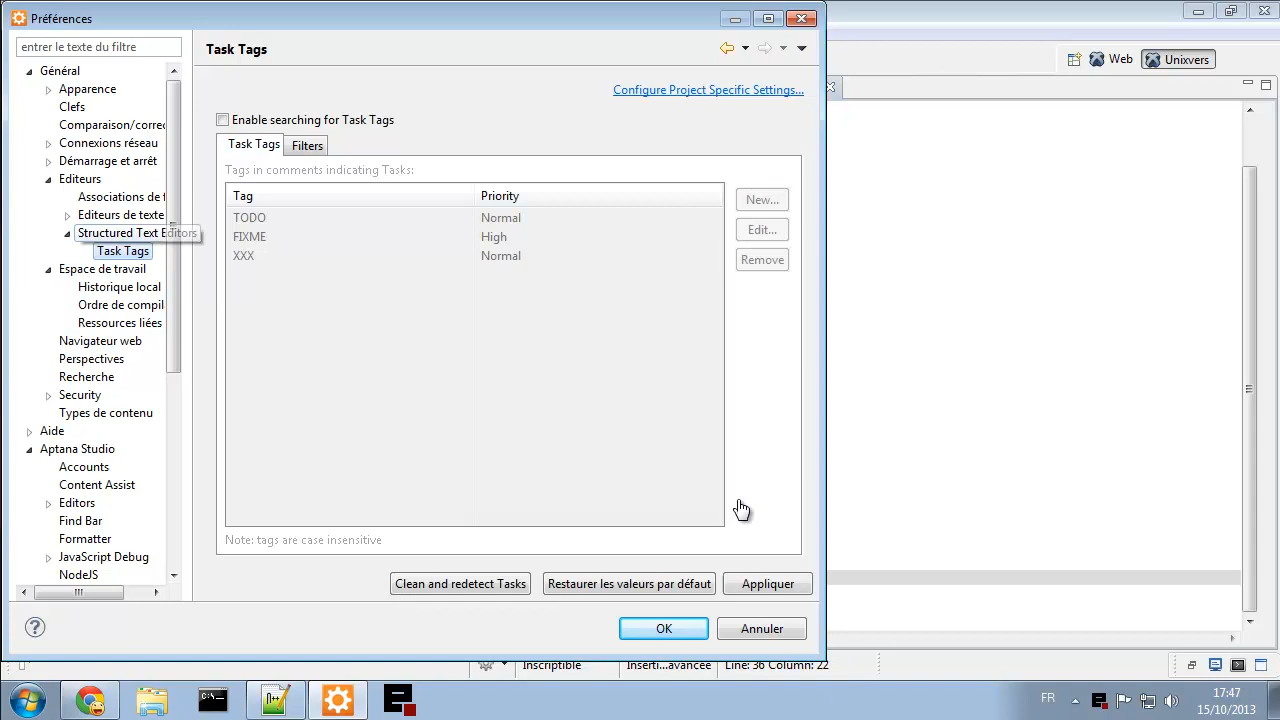 Préférences
entrer le texte du filtre
Général
Apparence
Clefs
Comparaison/correc
Connexions réseau
Démarrage et arrêt
Editeurs
Associations de f
Editeurs de texte
Structured Text Editors
Task Tags
Espace de travail
Historique local
Ordre de compil
Ressources liées
Navigateur web
Perspectives
Recherche
Security
Types de contenu
Aide
Aptana Studio
Accounts
Content Assist
Editors
Find Bar
Formatter
JavaScript Debug
NodeJS
Task Tags
Configure Project Specific Settings...
Enable searching for Task Tags
Task Tags Filters
Tags in comments indicating Tasks:
Tag Priority
TODO Normal
FIXME High
XXX Normal
New...
Edit...
Remove
Note: tags are case insensitive
Clean and redetect Tasks Restaurer les valeurs par défaut Appliquer
OK Annuler
Web Unixvers
Inscriptible Inserti...avancée Line: 36 Column: 22
FR 17:47
15/10/2013